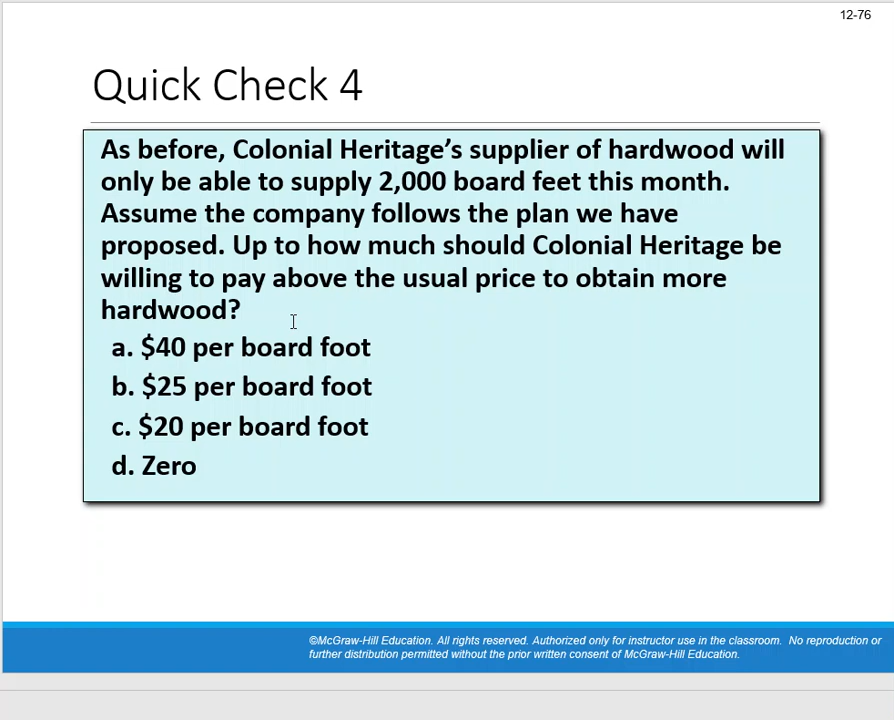 12-76
Quick Check 4
As before, Colonial Heritage’s supplier of hardwood will
only be able to supply 2,000 board feet this month.
Assume the company follows the plan we have
proposed. Up to how much should Colonial Heritage be
willing to pay above the usual price to obtain more
hardwood?
a. $40 per board foot
b. $25 per board foot
c. $20 per board foot
d. Zero
©McGraw-Hill Education. All rights reserved. Authorized only for instructor use in the classroom. No reproduction or
further distribution permitted without the prior written consent of McGraw-Hill Education.